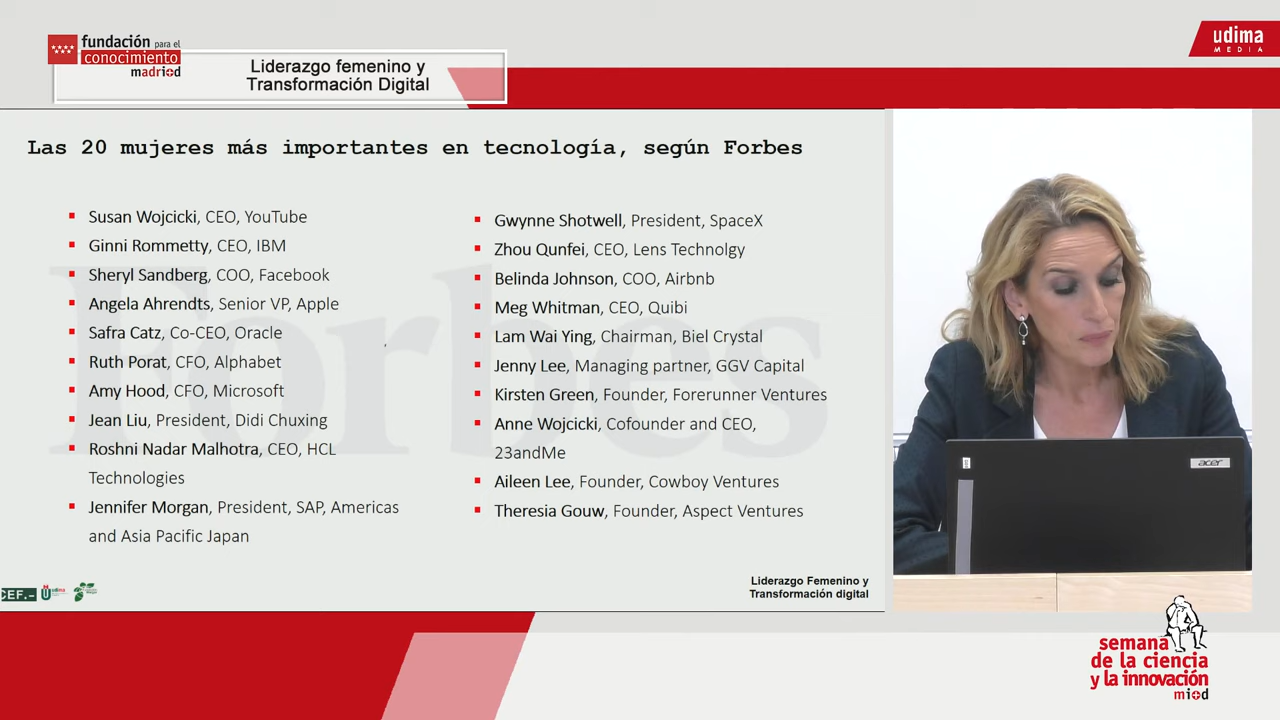 fundación para el
conocimiento
madri+d
Liderazgo femenino y
Transformación Digital
udima
MEDIA
Las 20 mujeres más importantes en tecnología, según Forbes
Forbes
Susan Wojcicki, CEO, YouTube
Ginni Rommetty, CEO, IBM
Sheryl Sandberg, COO, Facebook
Angela Ahrendts, Senior VP, Apple
Safra Catz, Co-CEO, Oracle
Ruth Porat, CFO, Alphabet
Amy Hood, CFO, Microsoft
Jean Liu, President, Didi Chuxing
Roshni Nadar Malhotra, CEO, HCL
Technologies
Jennifer Morgan, President, SAP, Americas
and Asia Pacific Japan
Gwynne Shotwell, President, SpaceX
Zhou Qunfei, CEO, Lens Technolgy
Belinda Johnson, COO, Airbnb
Meg Whitman, CEO, Quibi
Lam Wai Ying, Chairman, Biel Crystal
Jenny Lee, Managing partner, GGV Capital
Kirsten Green, Founder, Forerunner Ventures
Anne Wojcicki, Cofounder and CEO,
23andMe
Aileen Lee, Founder, Cowboy Ventures
Theresia Gouw, Founder, Aspect Ventures
acer
CEF.-
udima
Liderazgo Femenino y
Transformación digital
semana
de la ciencia
y la innovación
mi+d